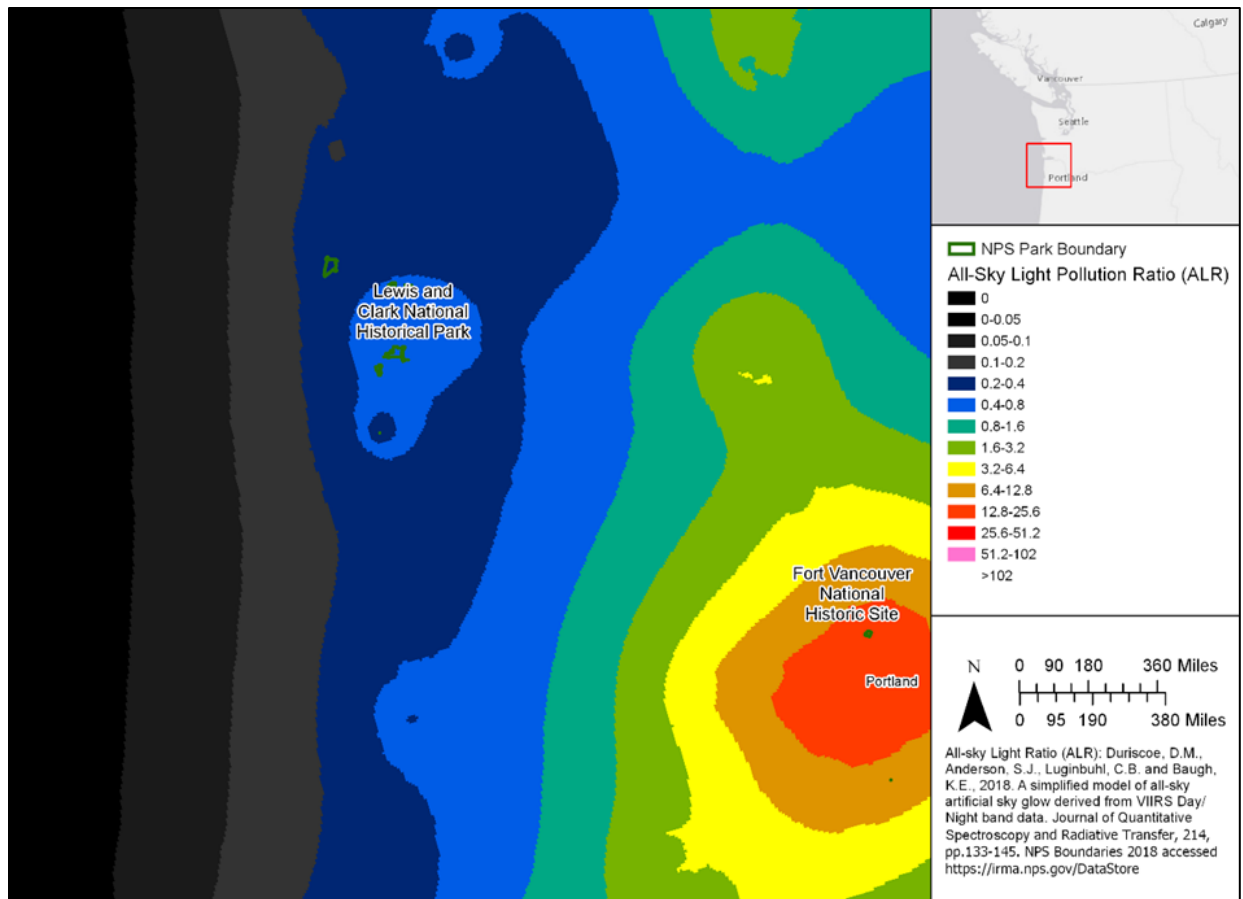 Lewis and
Clark National
Historical Park
Fort Vancouver
National
Historic Site
Portland
Calgary
Vancouver
Seattle
Portland
NPS Park Boundary
All-Sky Light Pollution Ratio (ALR)
0
0-0.05
0.05-0.1
0.1-0.2
0.2-0.4
0.4-0.8
0.8-1.6
1.6-3.2
3.2-6.4
6.4-12.8
12.8-25.6
25.6-51.2
51.2-102
>102
N
0 90 180 360 Miles
0 95 190 380 Miles
All-sky Light Ratio (ALR): Duriscoe, D.M.,
Anderson, S.J., Luginbuhl, C.B. and Baugh,
K.E., 2018. A simplified model of all-sky
artificial sky glow derived from VIIRS Day/
Night band data. Journal of Quantitative
Spectroscopy and Radiative Transfer, 214,
pp.133-145. NPS Boundaries 2018 accessed
https://irma.nps.gov/DataStore